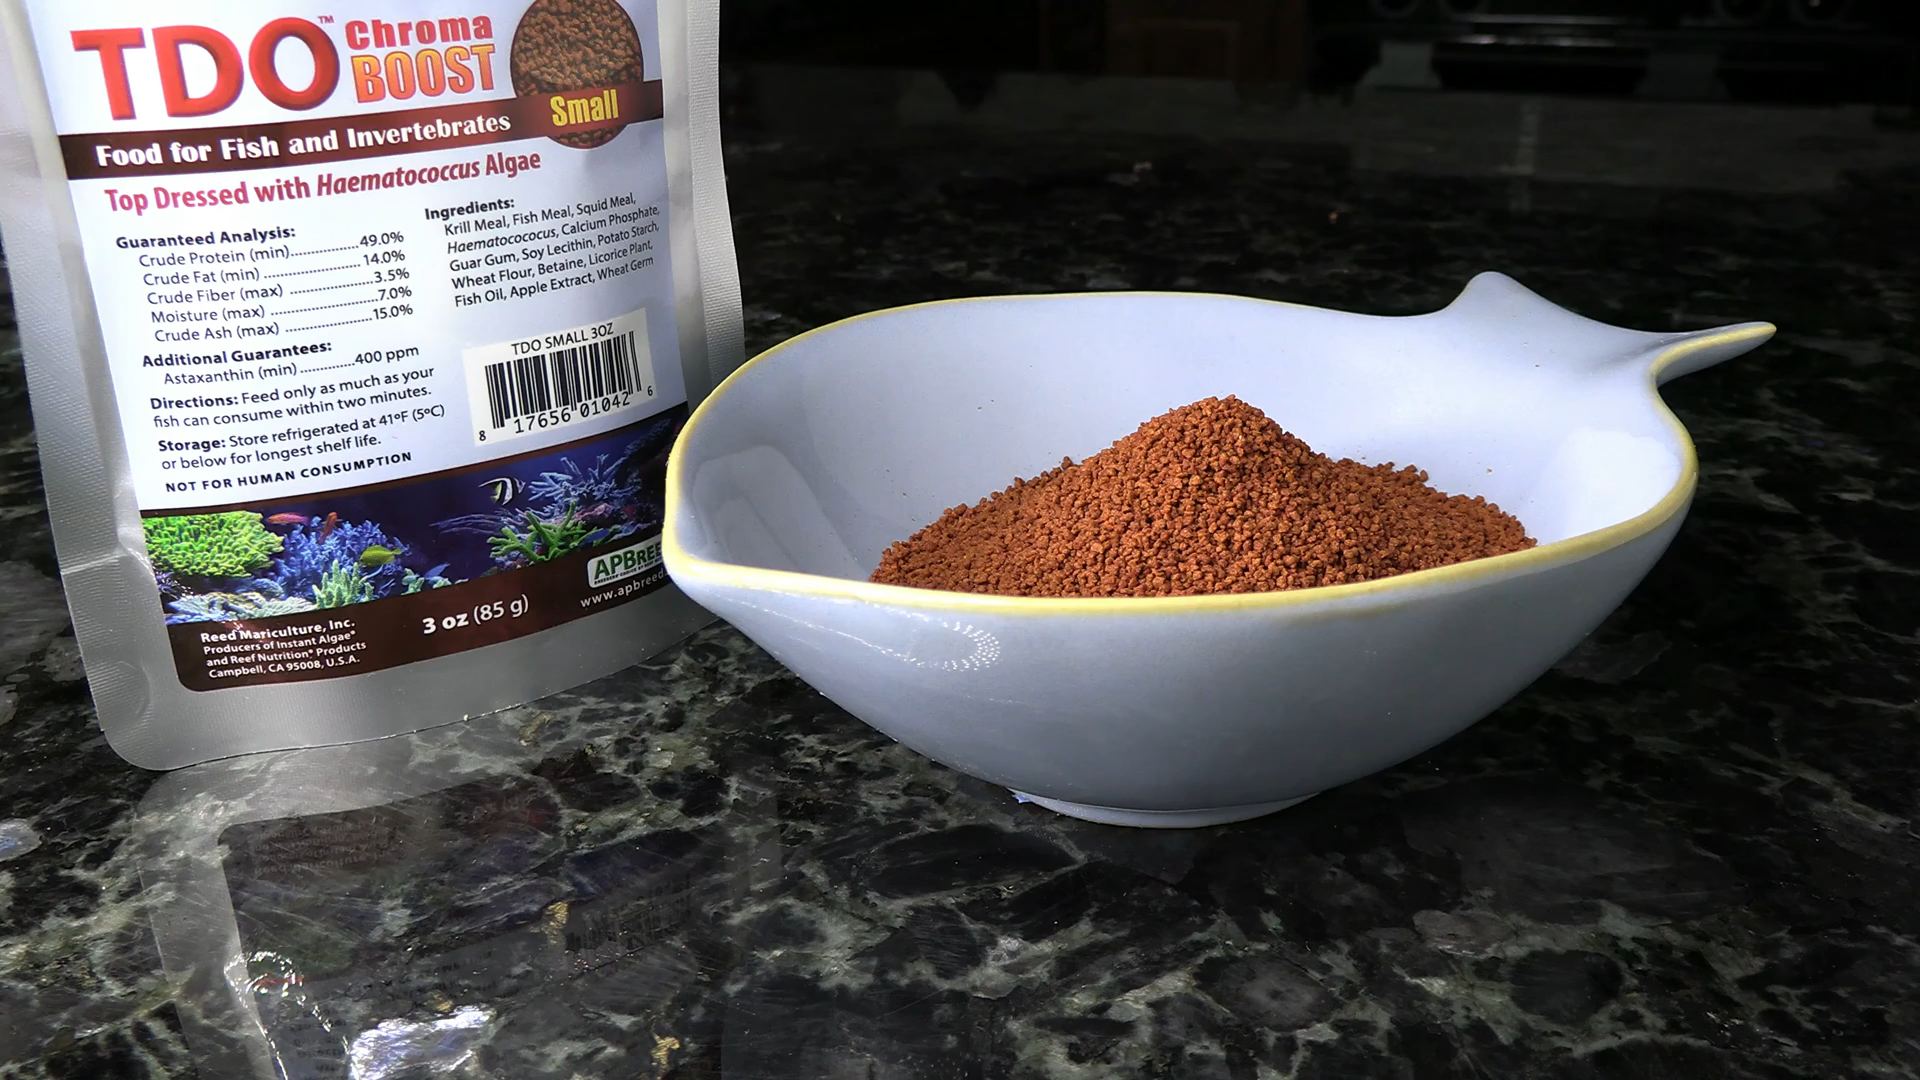 TDO™ Chroma
BOOST
Small
Food for Fish and Invertebrates
Top Dressed with Haematococcus Algae
Guaranteed Analysis:
Crude Protein (min)..............49.0%
Crude Fat (min) ....................14.0%
Crude Fiber (max) .................3.5%
Moisture (max) ......................7.0%
Crude Ash (max) ..................15.0%
Additional Guarantees:
Astaxanthin (min) ............400 ppm
Directions: Feed only as much as your
fish can consume within two minutes.
Storage: Store refrigerated at 41ºF (5ºC)
or below for longest shelf life.
NOT FOR HUMAN CONSUMPTION
Ingredients:
Krill Meal, Fish Meal, Squid Meal,
Haematococcus, Calcium Phosphate,
Guar Gum, Soy Lecithin, Potato Starch,
Wheat Flour, Betaine, Licorice Plant,
Fish Oil, Apple Extract, Wheat Germ
TDO SMALL 3OZ
8 17656 01042 6
APBREE
www.apbreed.
Reed Mariculture, Inc.
Producers of Instant Algae®
and Reef Nutrition® Products
Campbell, CA 95008, U.S.A.
3 oz (85 g)